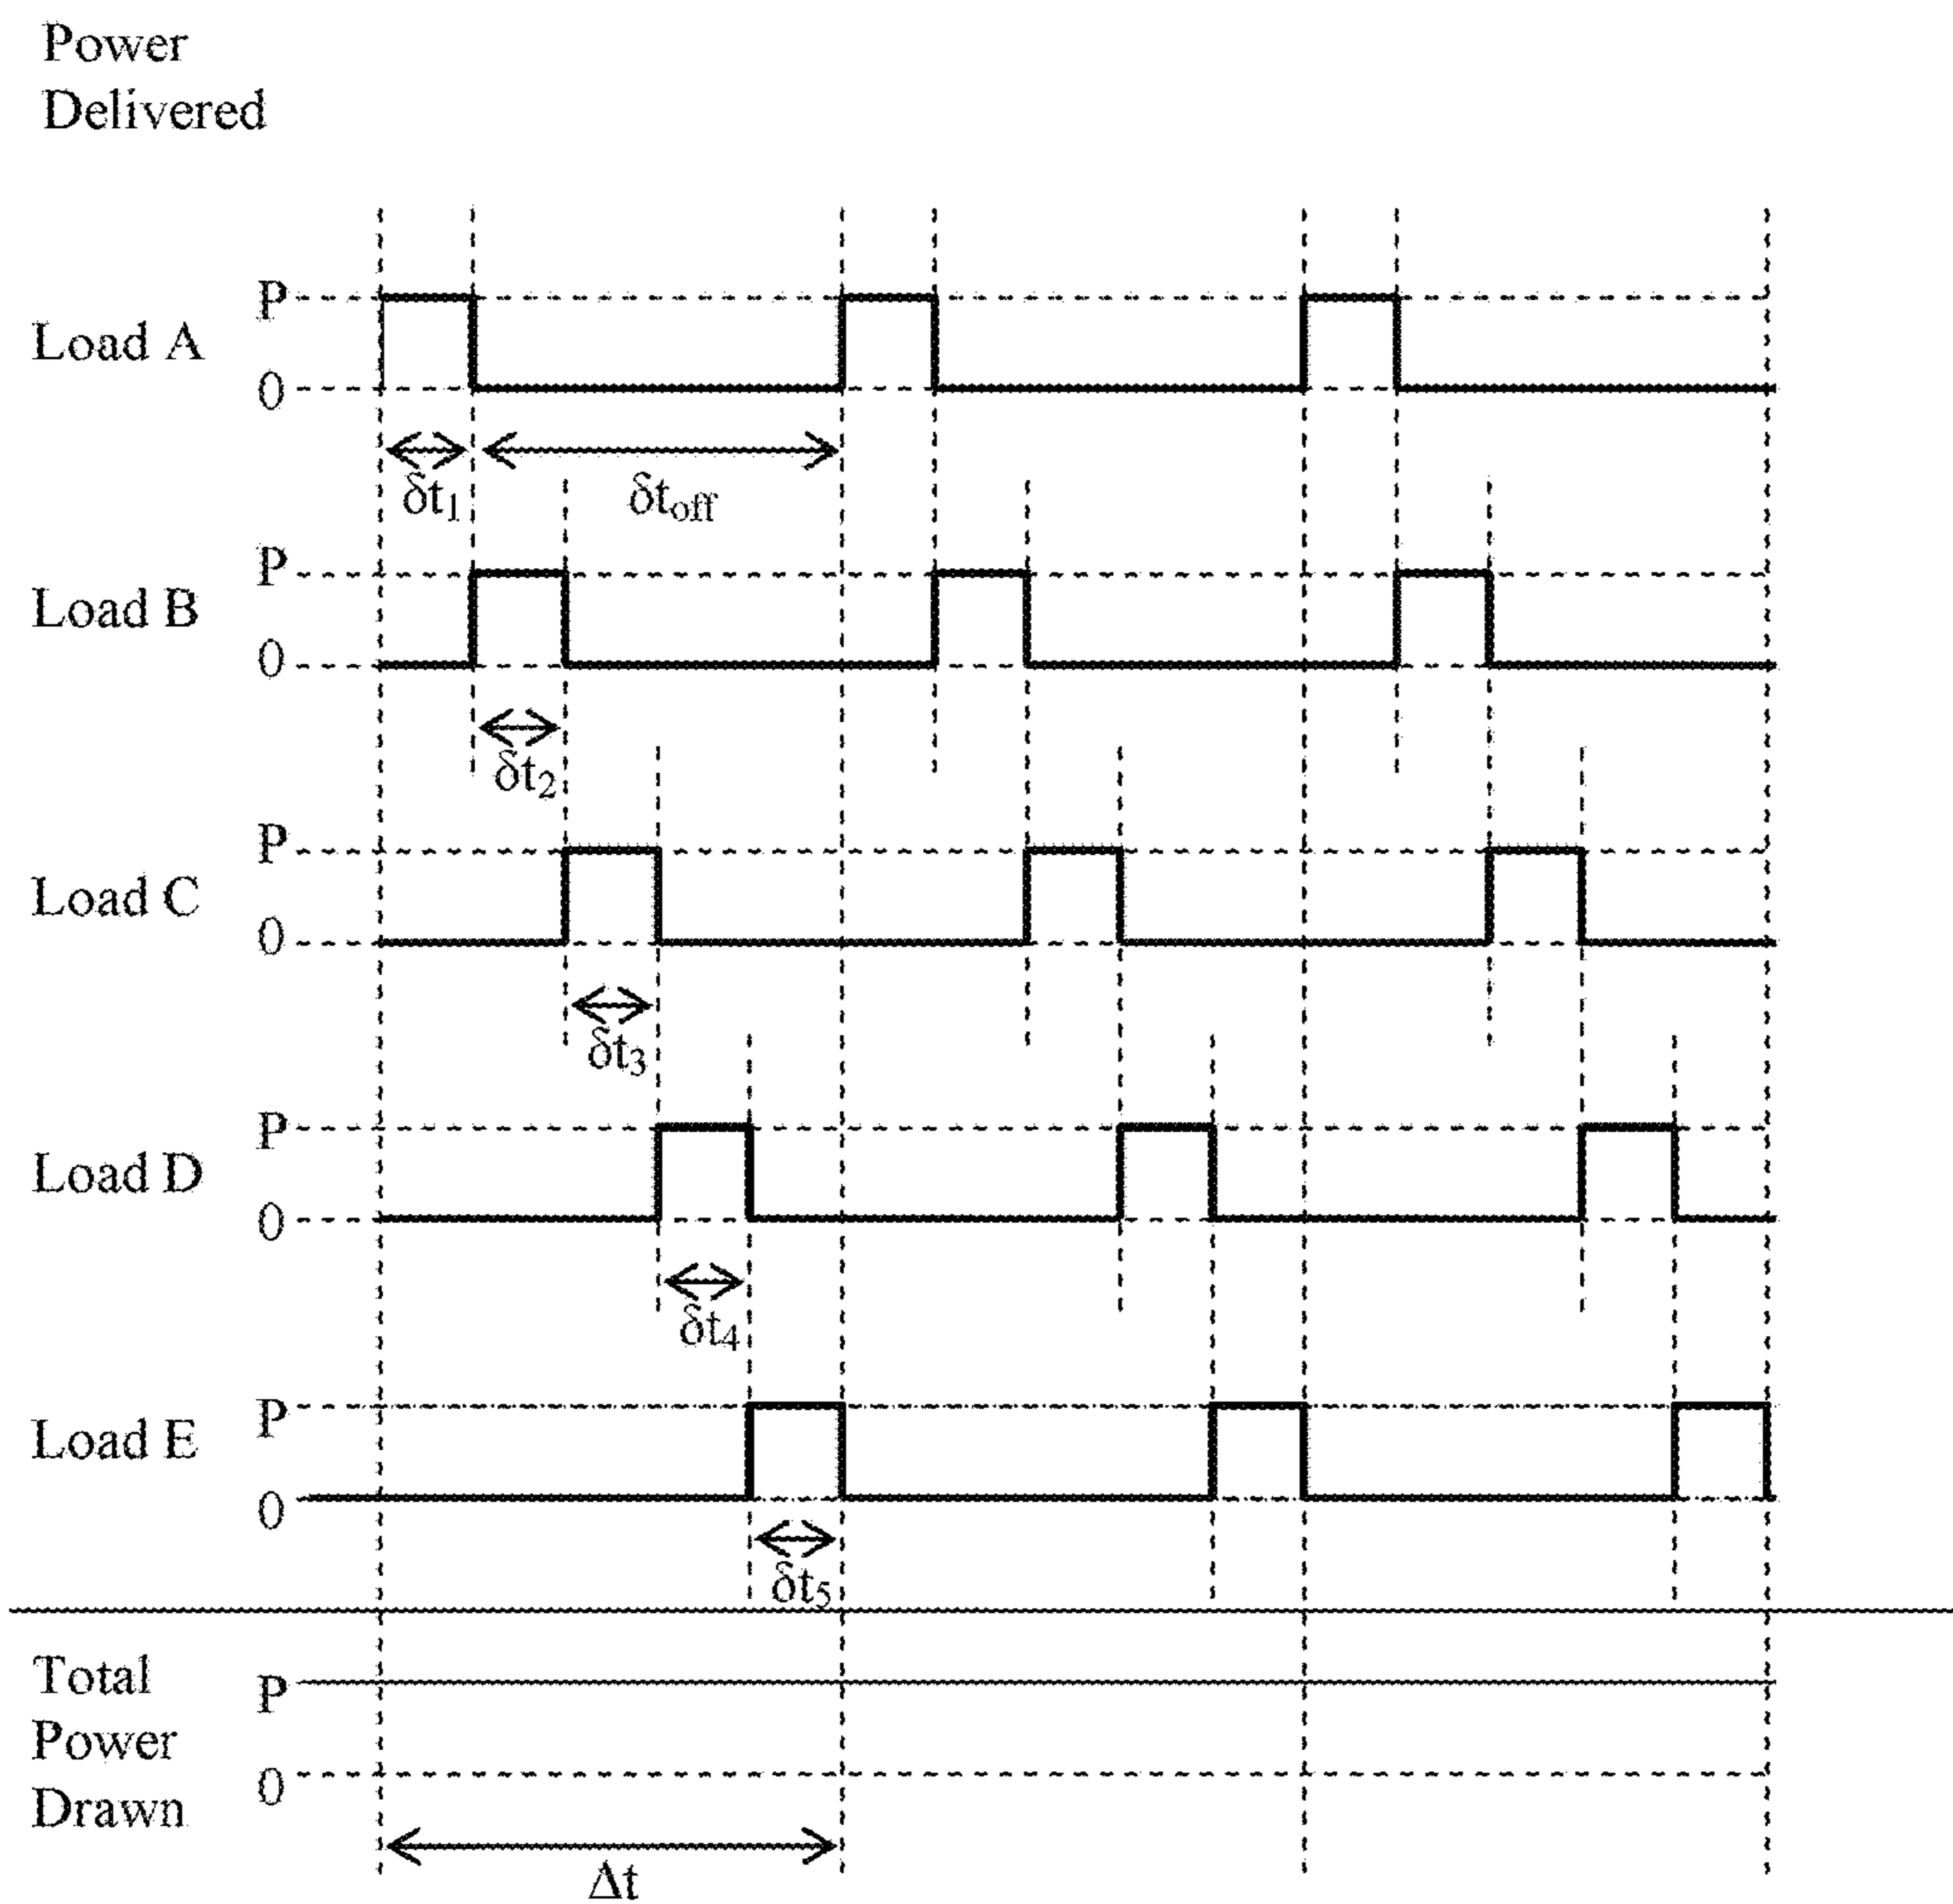 Power
Delivered
P
Load A
0
δt₁ δtoff
P
Load B
0
δt₂
P
Load C
0
δt₃
P
Load D
0
δt₄
P
Load E
0
δt₅
Total
P
Power
0
Drawn
Δt